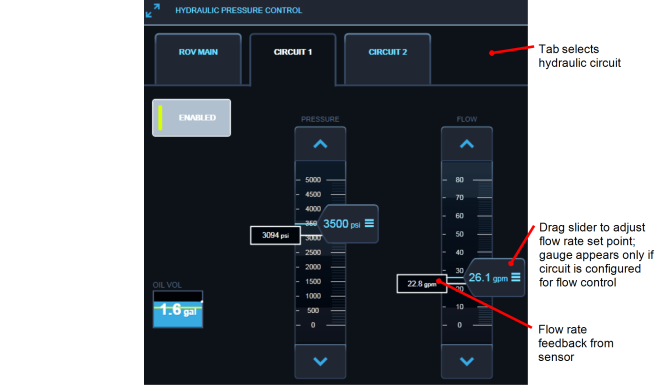 HYDRAULIC PRESSURE CONTROL
ROV MAIN
CIRCUIT 1
CIRCUIT 2
Tab selects
hydraulic circuit
ENABLED
PRESSURE
FLOW
5000
4500
4000
350
3500 psi
3094 psi
3000
2500
2000
1500
1000
500
0
80
70
60
50
40
30
26.1 gpm
22.8 gpm
20
10
0
Drag slider to adjust
flow rate set point;
gauge appears only if
circuit is configured
for flow control
OIL VOL
1.6 gal
Flow rate
feedback from
sensor